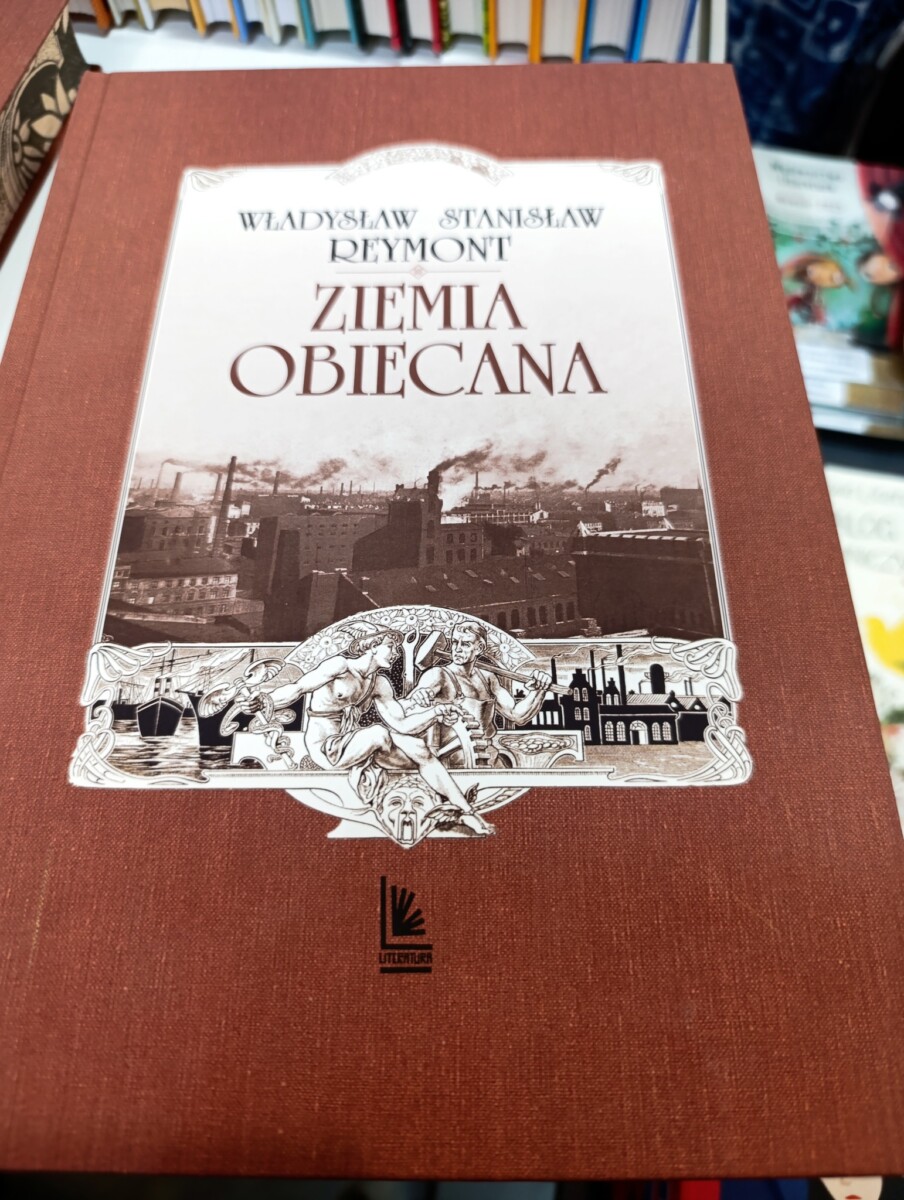 WŁADYSŁAW STANISŁAW
REYMONT
ZIEMIA
OBIECANA
LITERATURA